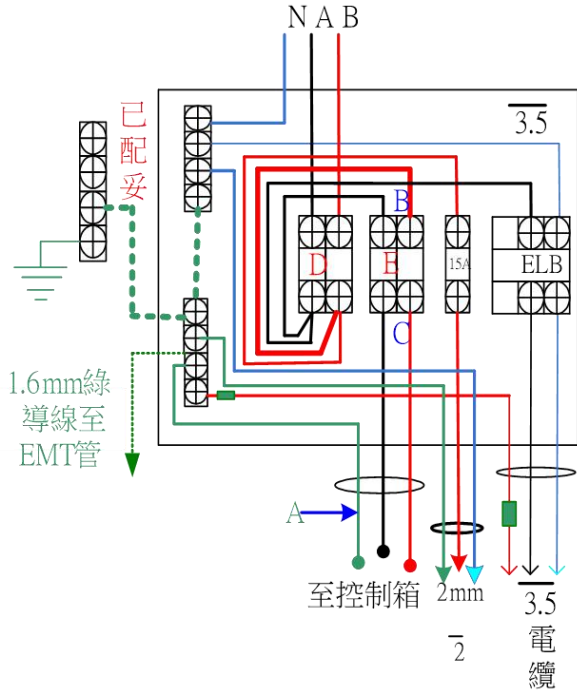 N A B
已配妥
3.5
B
D
E
15A
ELB
C
1.6mm綠
導線至
EMT管
A
至控制箱
2mm
2
3.5
電纜